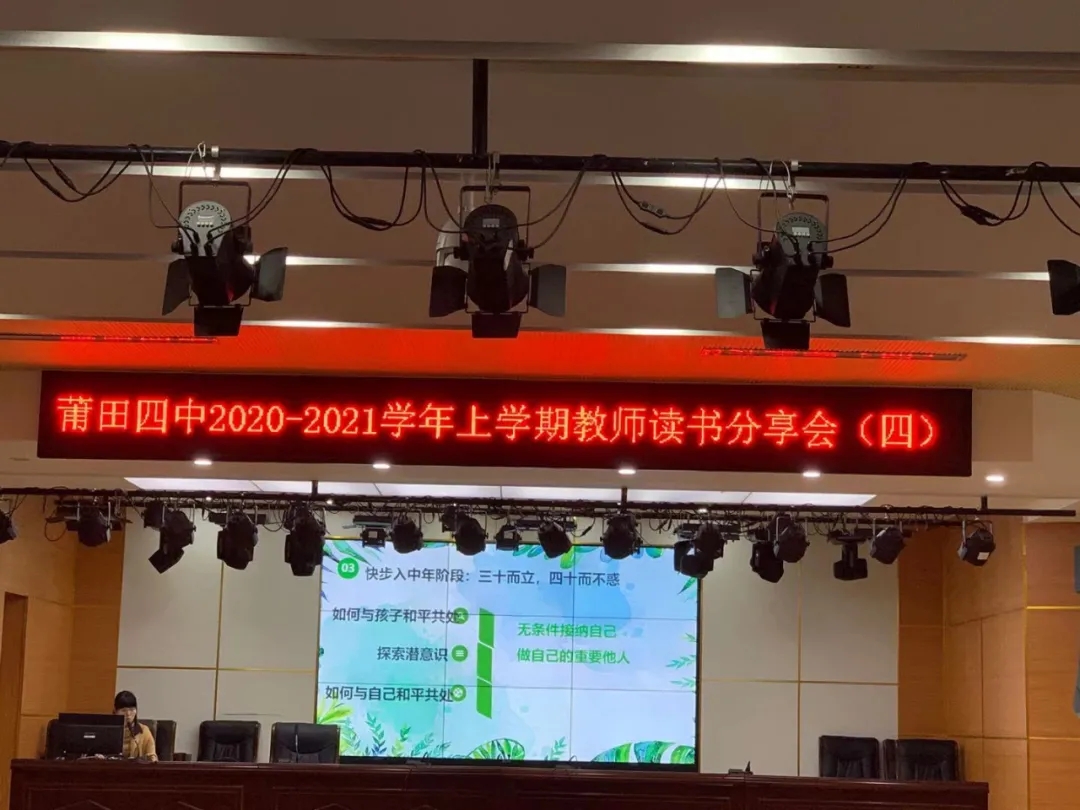 莆田四中2020-2021学年上学期教师读书分享会（四）
03 快步入中年阶段：三十而立，四十而不惑
如何与孩子和平共处
无条件接纳自己
探索潜意识
做自己的重要他人
如何与自己和平共处